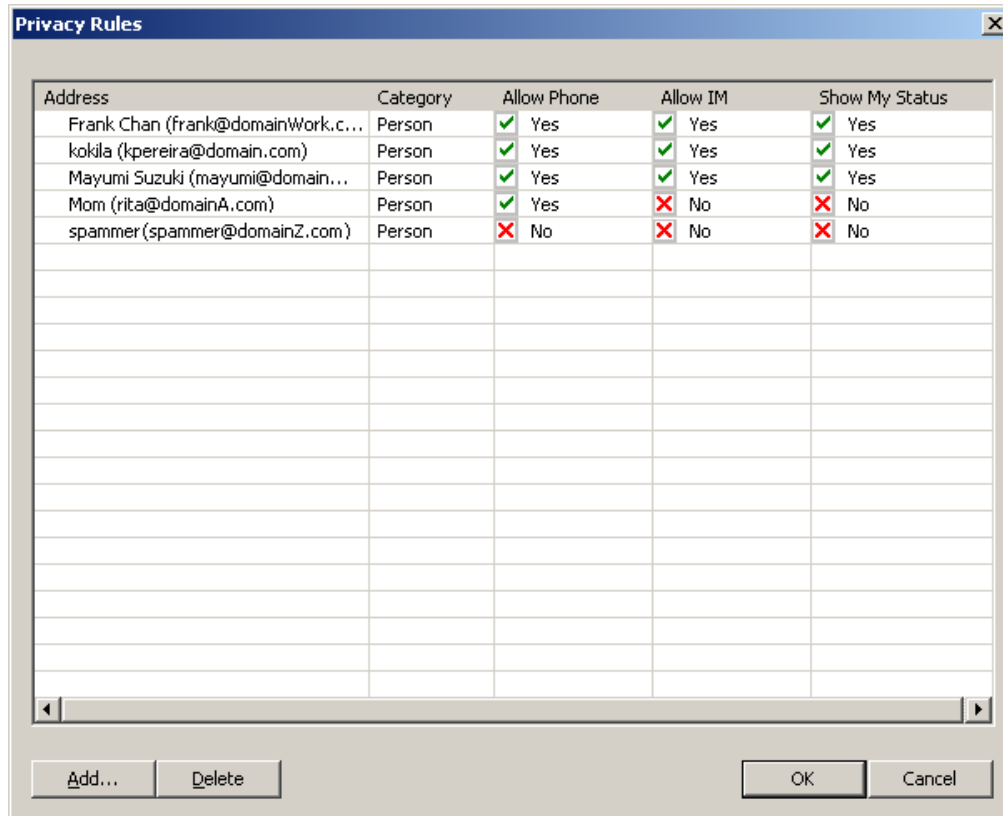 Privacy Rules
Address Category Allow Phone Allow IM Show My Status
Frank Chan (frank@domainWork.c... Person Yes Yes Yes
kokila (kpereira@domain.com) Person Yes Yes Yes
Mayumi Suzuki (mayumi@domain... Person Yes Yes Yes
Mom (rita@domainA.com) Person Yes No No
spammer(spammer@domainZ.com) Person No No No
Add... Delete OK Cancel